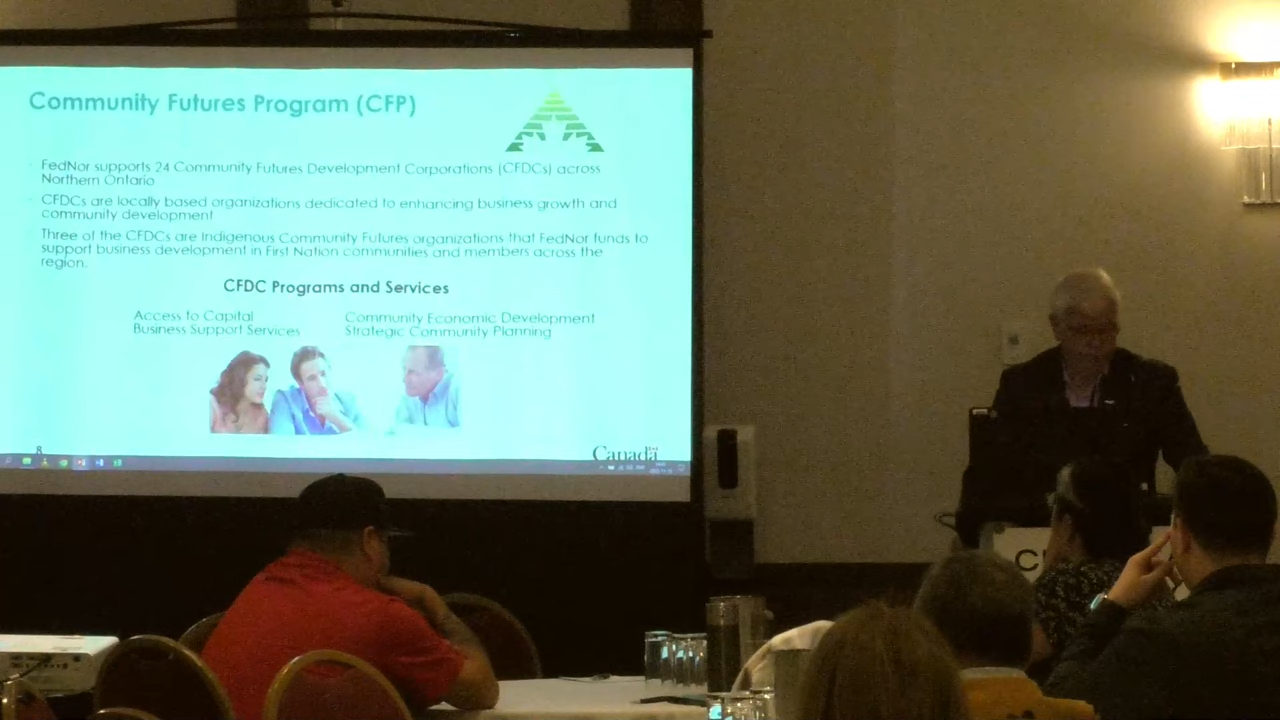 Community Futures Program (CFP)
FedNor supports 24 Community Futures Development Corporations (CFDCs) across
Northern Ontario
CFDCs are locally based organizations dedicated to enhancing business growth and
community development
Three of the CFDCs are Indigenous Community Futures organizations that FedNor funds to
support business development in First Nation communities and members across the
region.
CFDC Programs and Services
Access to Capital
Business Support Services
Community Economic Development
Strategic Community Planning
8
Canada